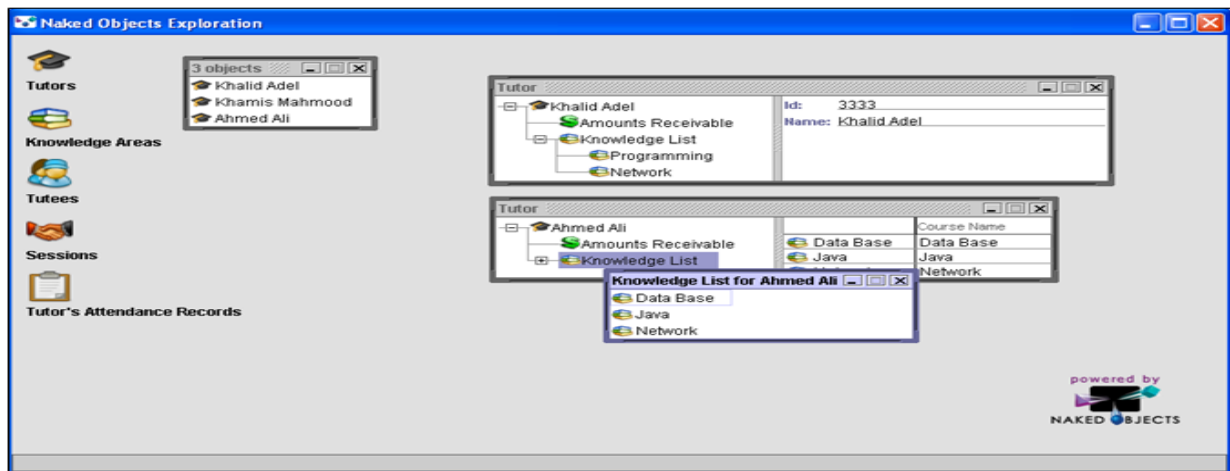 Naked Objects Exploration
Tutors
Knowledge Areas
Tutees
Sessions
Tutor's Attendance Records
3 objects
Khalid Adel
Khamis Mahmood
Ahmed Ali
Tutor
Khalid Adel
Amounts Receivable
Knowledge List
Programming
Network
Id: 3333
Name: Khalid Adel
Tutor
Ahmed Ali
Amounts Receivable
Knowledge List
Course Name
Data Base Data Base
Java Java
Network
Knowledge List for Ahmed Ali
Data Base
Java
Network
powered by
NAKED OBJECTS